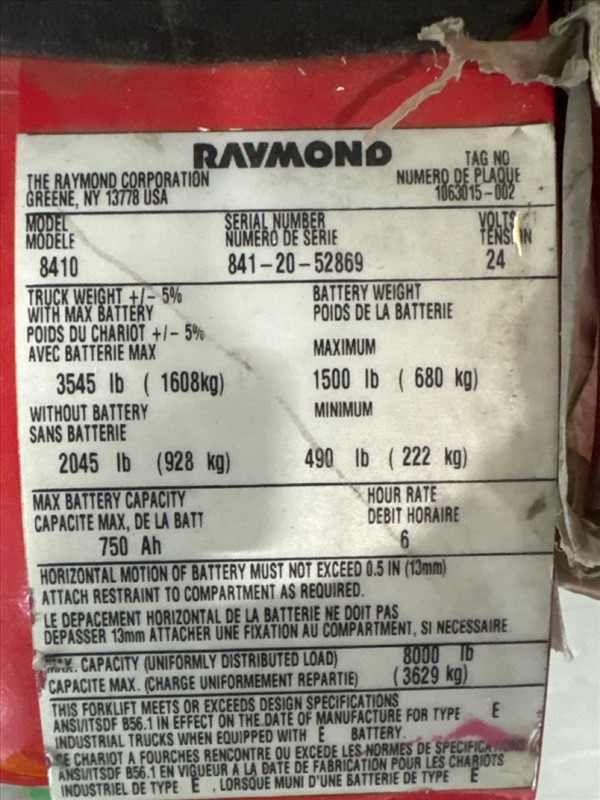 RAYMOND
THE RAYMOND CORPORATION
GREENE, NY 13778 USA
TAG NO
NUMERO DE PLAQUE
1063015-002
MODEL
MODÈLE
8410
SERIAL NUMBER
NUMERO DE SERIE
841-20-52869
VOLTS
TENSION
24
TRUCK WEIGHT +/- 5%
WITH MAX BATTERY
POIDS DU CHARIOT +/- 5%
AVEC BATTERIE MAX
3545 lb ( 1608kg)
WITHOUT BATTERY
SANS BATTERIE
2045 lb (928 kg)
BATTERY WEIGHT
POIDS DE LA BATTERIE
MAXIMUM
1500 lb ( 680 kg)
MINIMUM
490 lb ( 222 kg)
MAX BATTERY CAPACITY
CAPACITE MAX, DE LA BATT
750 Ah
HOUR RATE
DEBIT HORAIRE
6
HORIZONTAL MOTION OF BATTERY MUST NOT EXCEED 0.5 IN (13mm)
ATTACH RESTRAINT TO COMPARTMENT AS REQUIRED.
LE DEPACEMENT HORIZONTAL DE LA BATTERIE NE DOIT PAS
DEPASSER 13mm ATTACHER UNE FIXATION AU COMPARTMENT, SI NECESSAIRE
MAX. CAPACITY (UNIFORMLY DISTRIBUTED LOAD) 8000 lb
CAPACITE MAX. (CHARGE UNIFORMEMENT REPARTIE) ( 3629 kg)
THIS FORKLIFT MEETS OR EXCEEDS DESIGN SPECIFICATIONS
ANSI/ITSDF B56.1 IN EFFECT ON THE DATE OF MANUFACTURE FOR TYPE E
INDUSTRIAL TRUCKS WHEN EQUIPPED WITH E BATTERY.
CE CHARIOT A FOURCHES RENCONTRE OU EXCEDE LES NORMES DE SPECIFICATIONS
ANSI/ITSDF B56.1 EN VIGUEUR A LA DATE DE FABRICATION POUR LES CHARIOTS
INDUSTRIEL DE TYPE E , LORSQUE MUNI D'UNE BATTERIE DE TYPE E